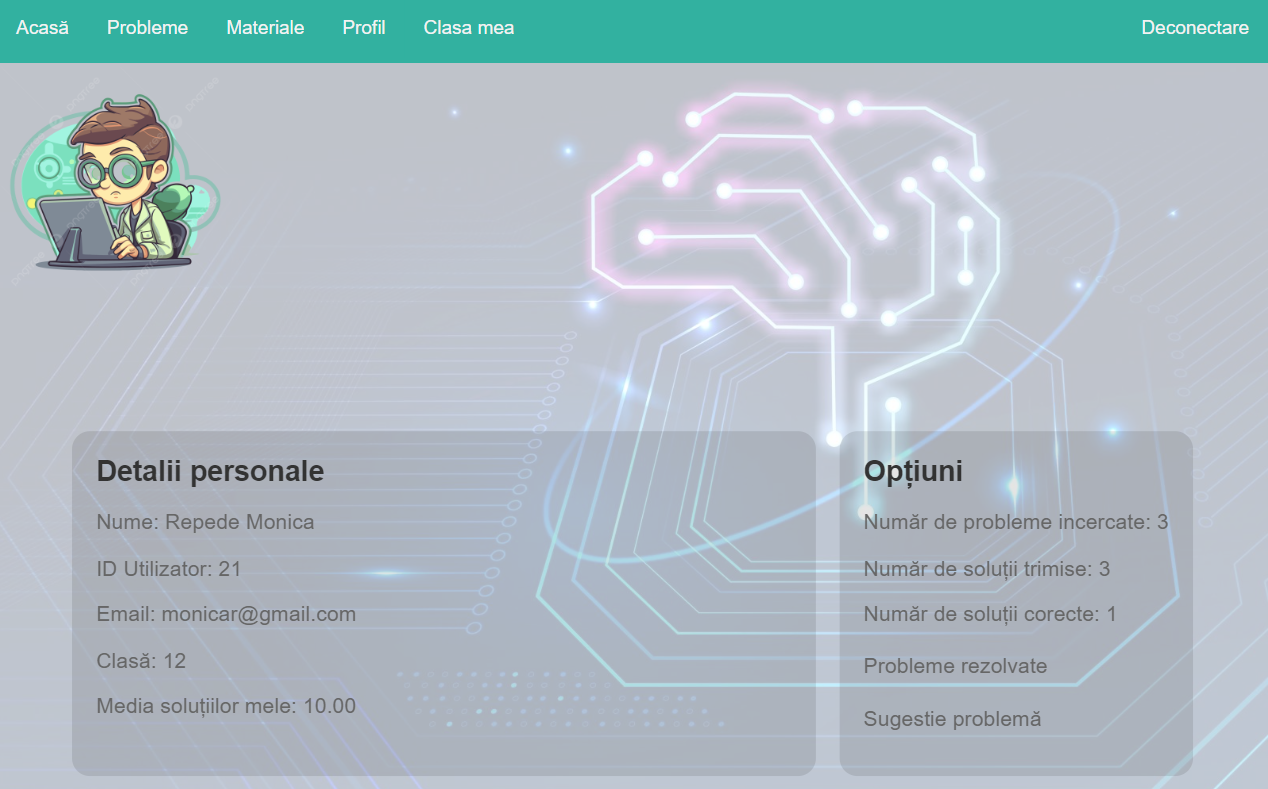 Acasă Probleme Materiale Profil Clasa mea Deconectare
Detalii personale
Nume: Repede Monica
ID Utilizator: 21
Email: monicar@gmail.com
Clasă: 12
Media soluțiilor mele: 10.00
Opțiuni
Număr de probleme incercate: 3
Număr de soluții trimise: 3
Număr de soluții corecte: 1
Probleme rezolvate
Sugestie problemă